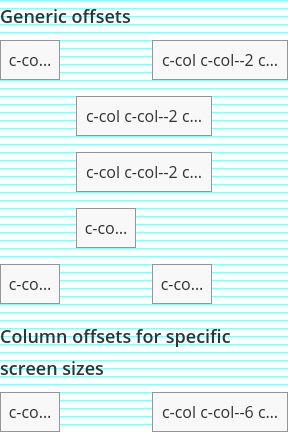 Generic offsets
c-co... c-col c-col--2 c...
c-col c-col--2 c...
c-col c-col--2 c...
c-co...
c-co... c-co...
Column offsets for specific
screen sizes
c-co... c-col c-col--6 c...